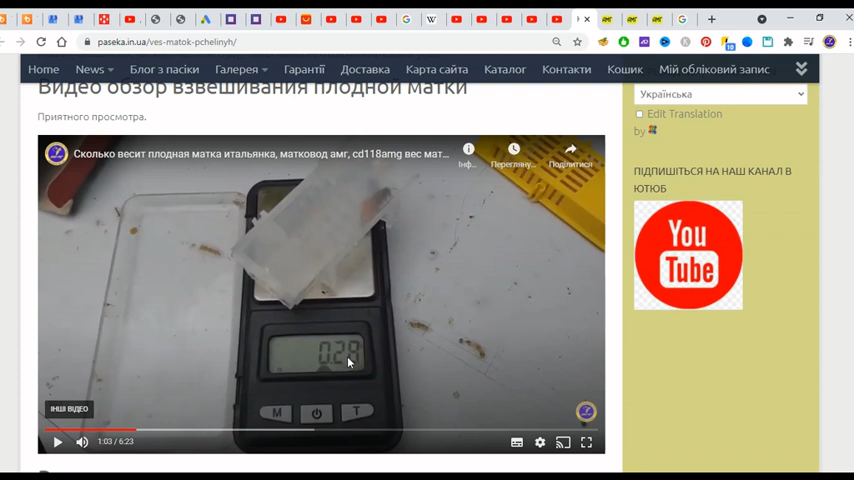 paseka.in.ua/ves-matok-pchelinyh/
10
Home News Блог з пасіки Галерея Гарантії Доставка Карта сайта Каталог Контакти Кошик Мій обліковий запис
Видео обзор взвешивания плодной матки
Приятного просмотра.
Сколько весит плодная матка итальянка, матковод амг, cd118amg вес мат...
Інф...
Перегляну...
Поділитися
0.28
M
T
ІНШІ ВІДЕО
1:03 / 6:23
Українська
Edit Translation
by
ПІДПИШІТЬСЯ НА НАШ КАНАЛ В
ЮТЮБ
You
Tube